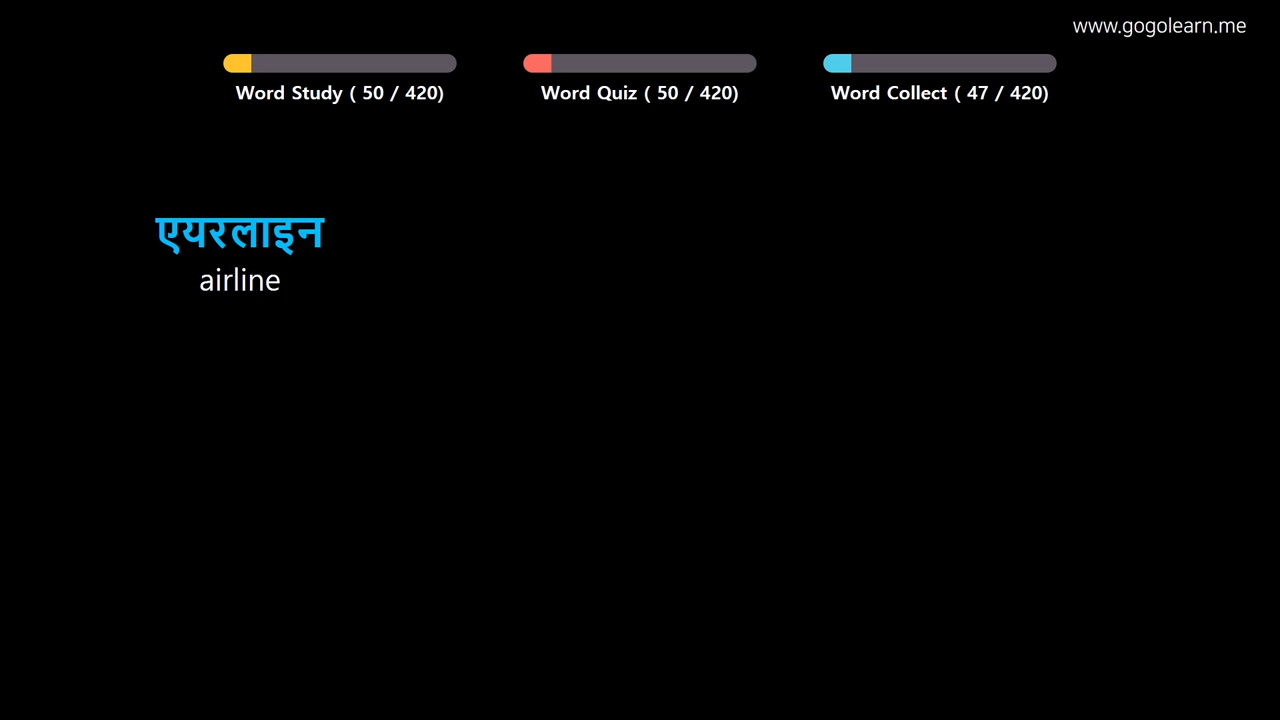 www.gogolearn.me
Word Study ( 50 / 420)
Word Quiz ( 50 / 420)
Word Collect ( 47 / 420)
एयरलाइन
airline